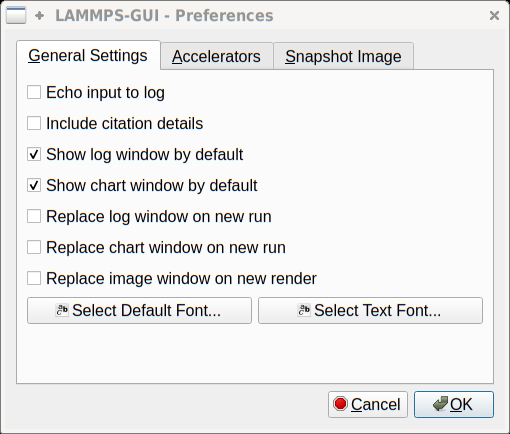 LAMMPS-GUI - Preferences
General Settings Accelerators Snapshot Image
Echo input to log
Include citation details
Show log window by default
Show chart window by default
Replace log window on new run
Replace chart window on new run
Replace image window on new render
Select Default Font... Select Text Font...
Cancel OK